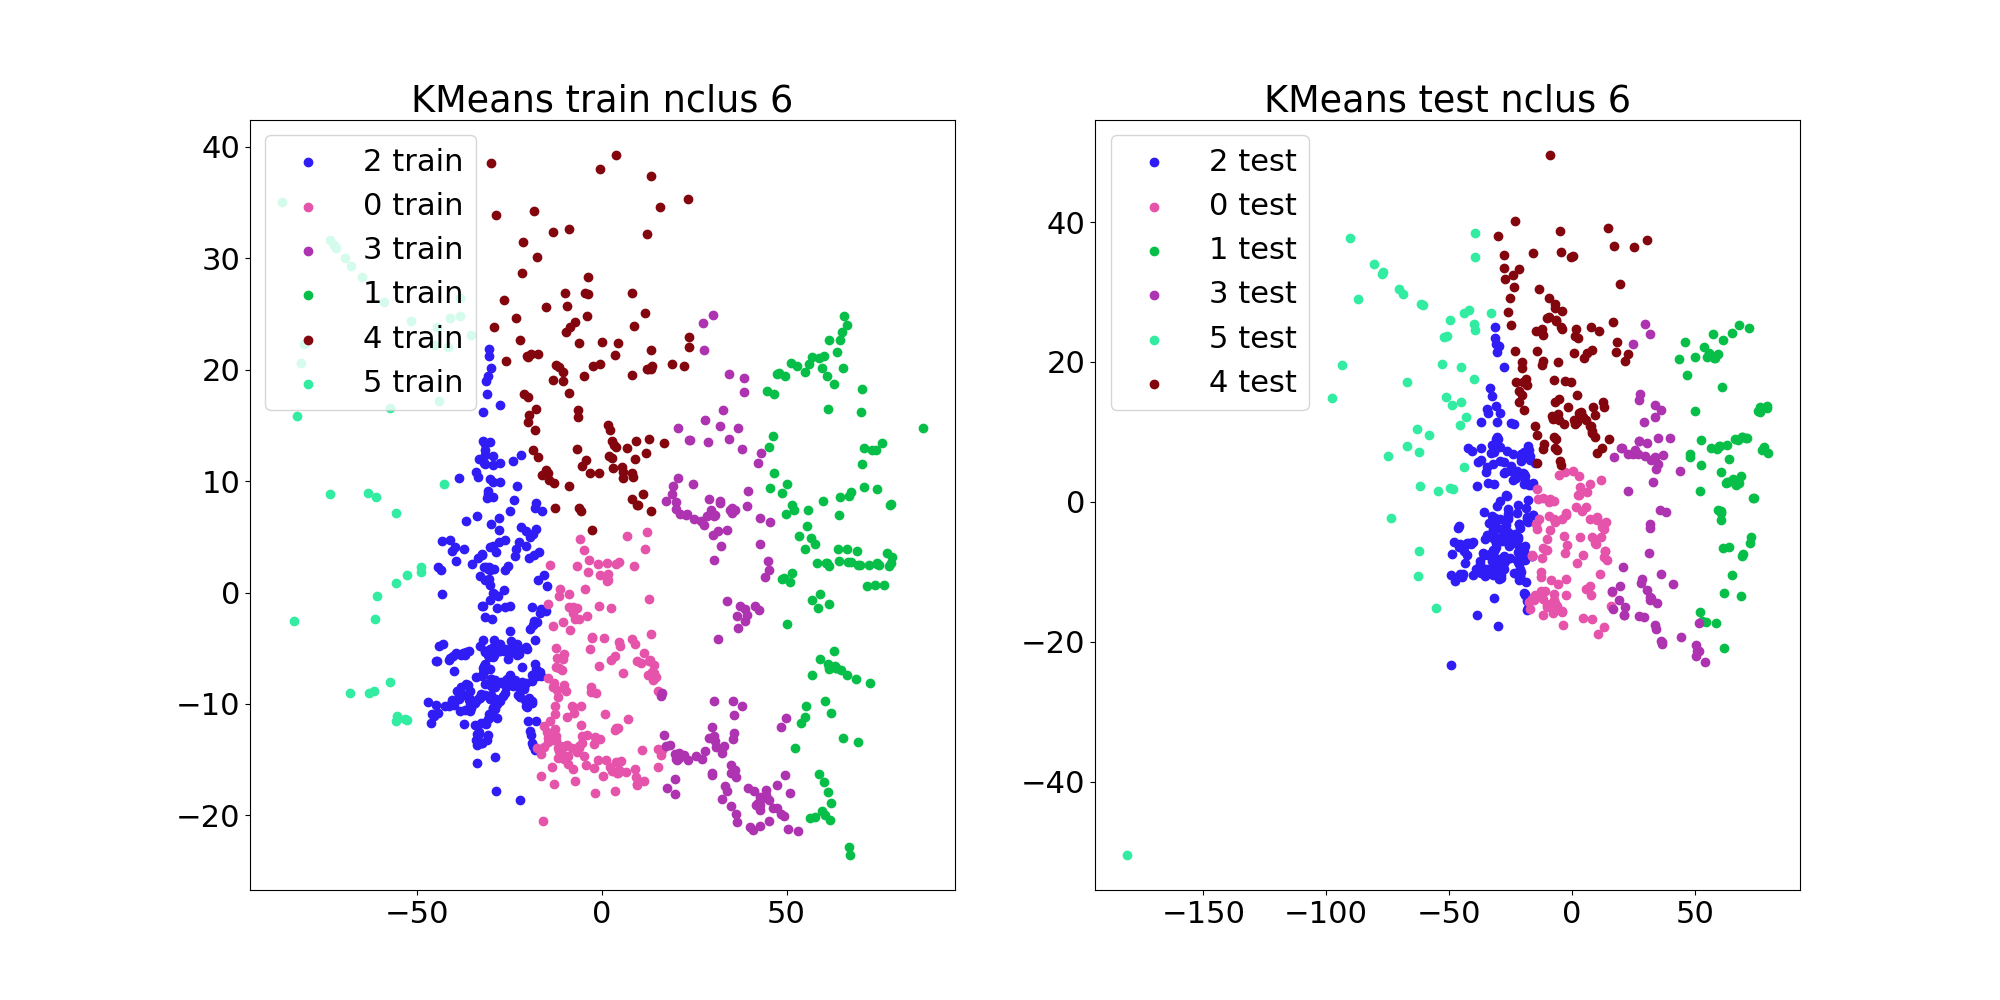 KMeans train nclus 6
40
30
20
10
0
−10
−20
−50
0
50
2 train
0 train
3 train
1 train
4 train
5 train
KMeans test nclus 6
40
20
0
−20
−40
−150
−100
−50
0
50
2 test
0 test
1 test
3 test
5 test
4 test